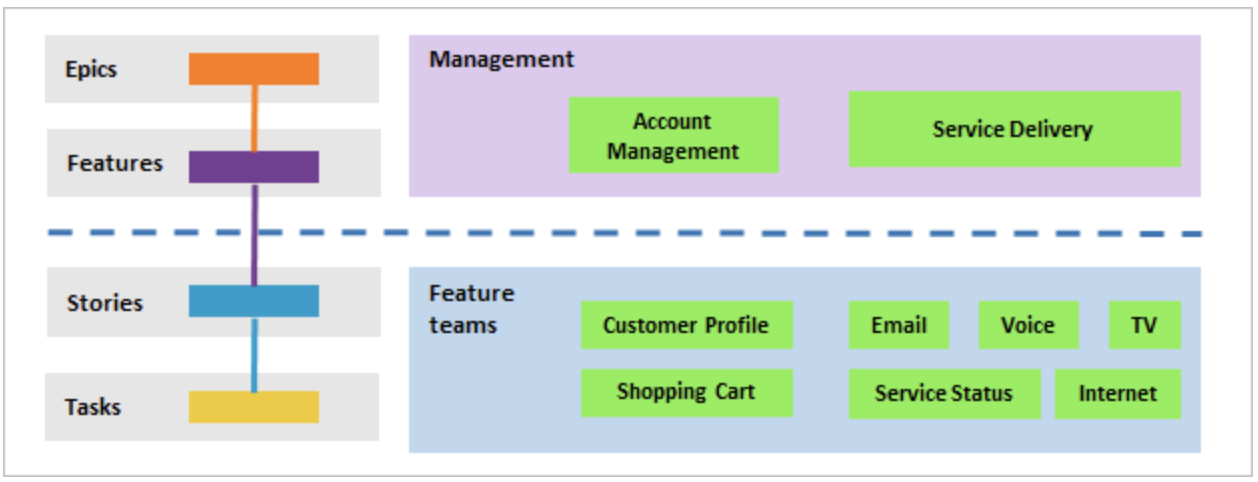 Epics
Features
Stories
Tasks
Management
Account
Management
Service Delivery
Feature
teams
Customer Profile
Email
Voice
TV
Shopping Cart
Service Status
Internet